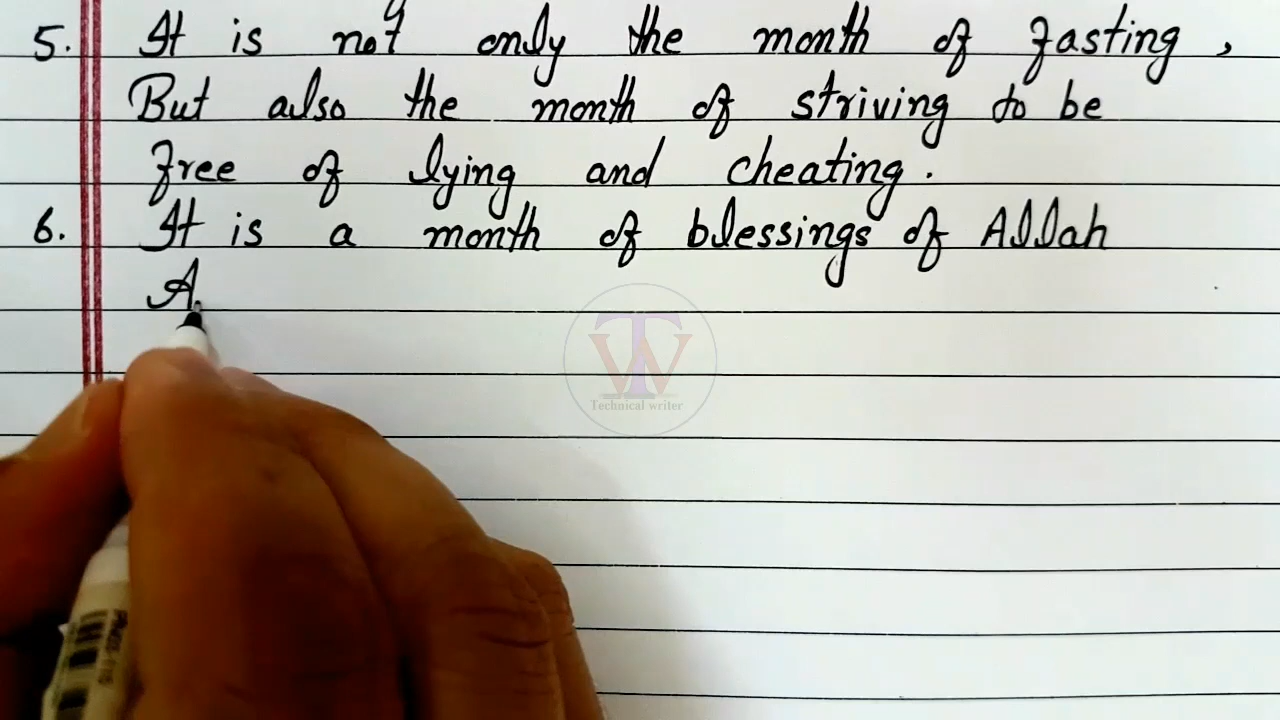 5. It is not only the month of fasting,
But also the month of striving to be
free of lying and cheating.
6. It is a month of blessings of Allah
A
TW
Technical writer